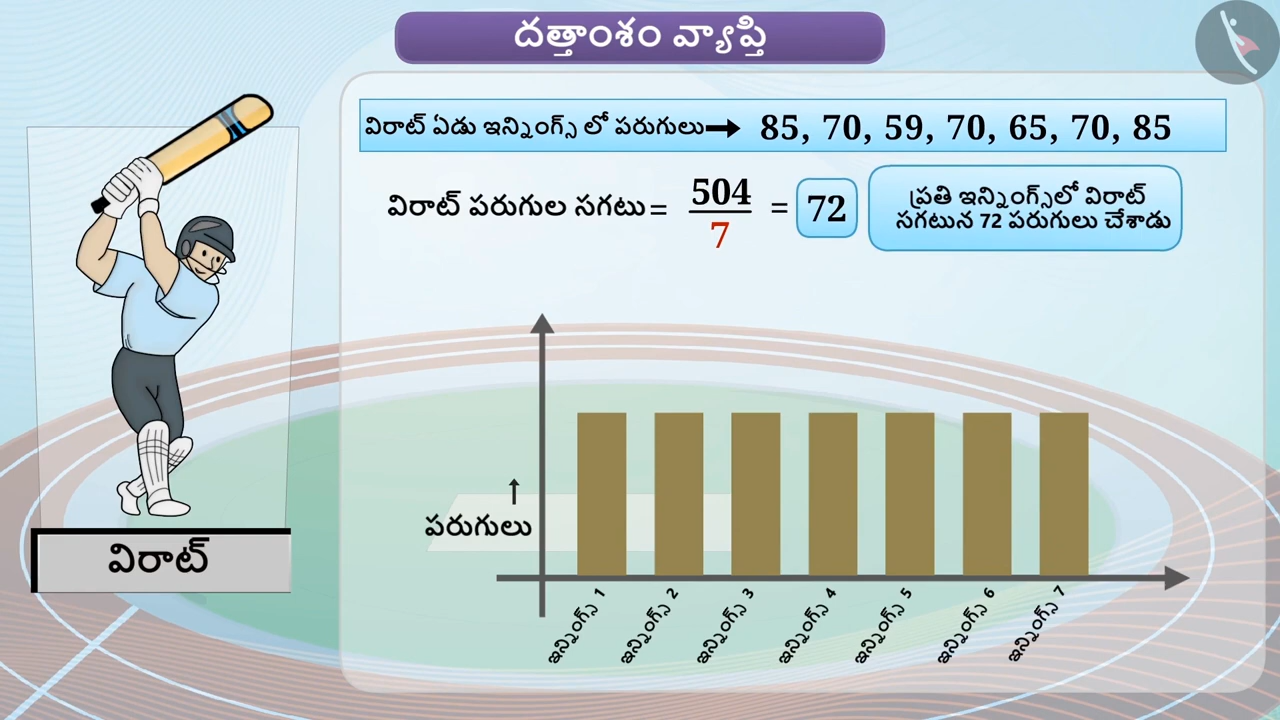 దత్తాంశం వ్యాప్తి
విరాట్ ఏడు ఇన్నింగ్స్ లో పరుగులు→ 85, 70, 59, 70, 65, 70, 85
విరాట్ పరుగుల సగటు= 504/7 = 72
ప్రతి ఇన్నింగ్స్‌లో విరాట్
సగటున 72 పరుగులు చేశాడు
↑
పరుగులు
విరాట్
ఇన్నింగ్స్ 1
ఇన్నింగ్స్ 2
ఇన్నింగ్స్ 3
ఇన్నింగ్స్ 4
ఇన్నింగ్స్ 5
ఇన్నింగ్స్ 6
ఇన్నింగ్స్ 7